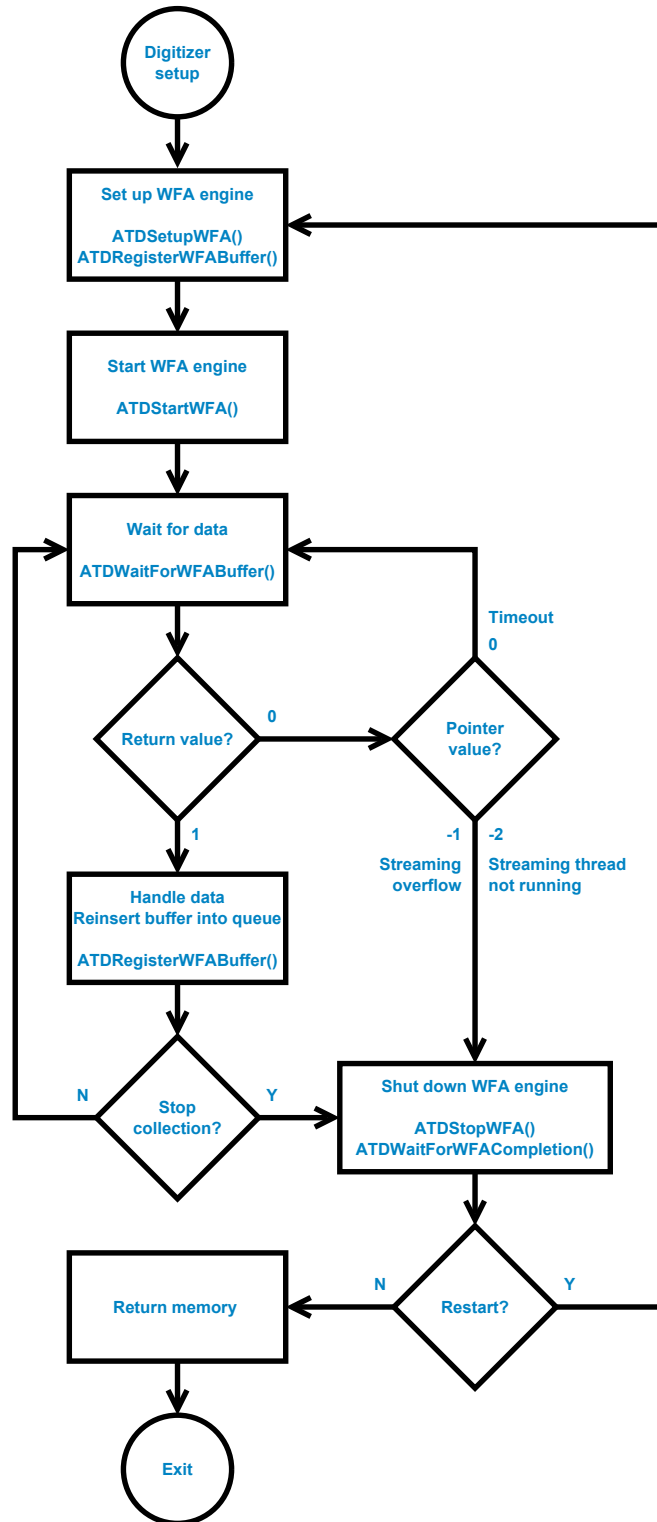 Digitizer
setup
Set up WFA engine
ATDSetupWFA()
ATDRegisterWFABuffer()
Start WFA engine
ATDStartWFA()
Wait for data
ATDWaitForWFABuffer()
Timeout
0
Return value?
0
Pointer
value?
1
-1
-2
Streaming
overflow
Streaming thread
not running
Handle data
Reinsert buffer into queue
ATDRegisterWFABuffer()
N
Stop
collection?
Y
Shut down WFA engine
ATDStopWFA()
ATDWaitForWFACompletion()
Return memory
N
Restart?
Y
Exit